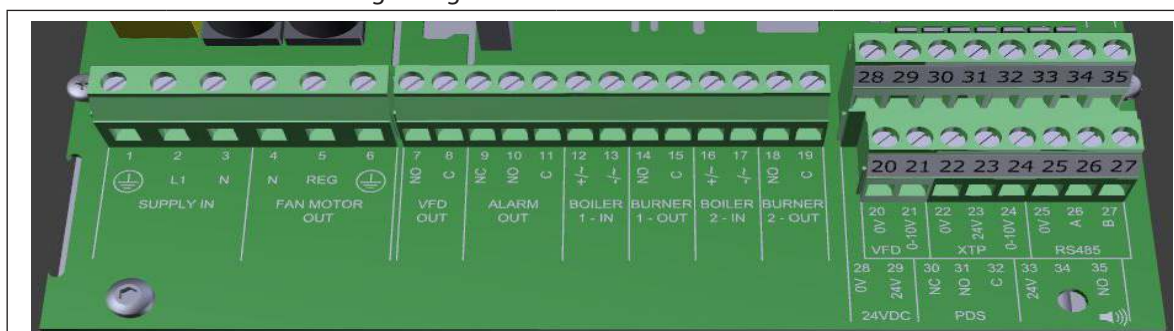 28 29 30 31 32 33 34 35
20 21 22 23 24 25 26 27
1 2 3 4 5 6 7 8 9 10 11 12 13 14 15 16 17 18 19
L1 N N REG NO C NC NO C +/~ +/~ NO C +/~ -/~ NO C
SUPPLY IN FAN MOTOR OUT VFD OUT ALARM OUT BOILER 1 - IN BURNER 1 - OUT BOILER 2 - IN BURNER 2 - OUT
20 21 22 23 24 25 26 27
0V 0-10V 0V 24V 0-10V 0V A B
VFD XTP RS485
28 29 30 31 32 33 34 35
0V 24V NC NO C 24V NO
24VDC PDS